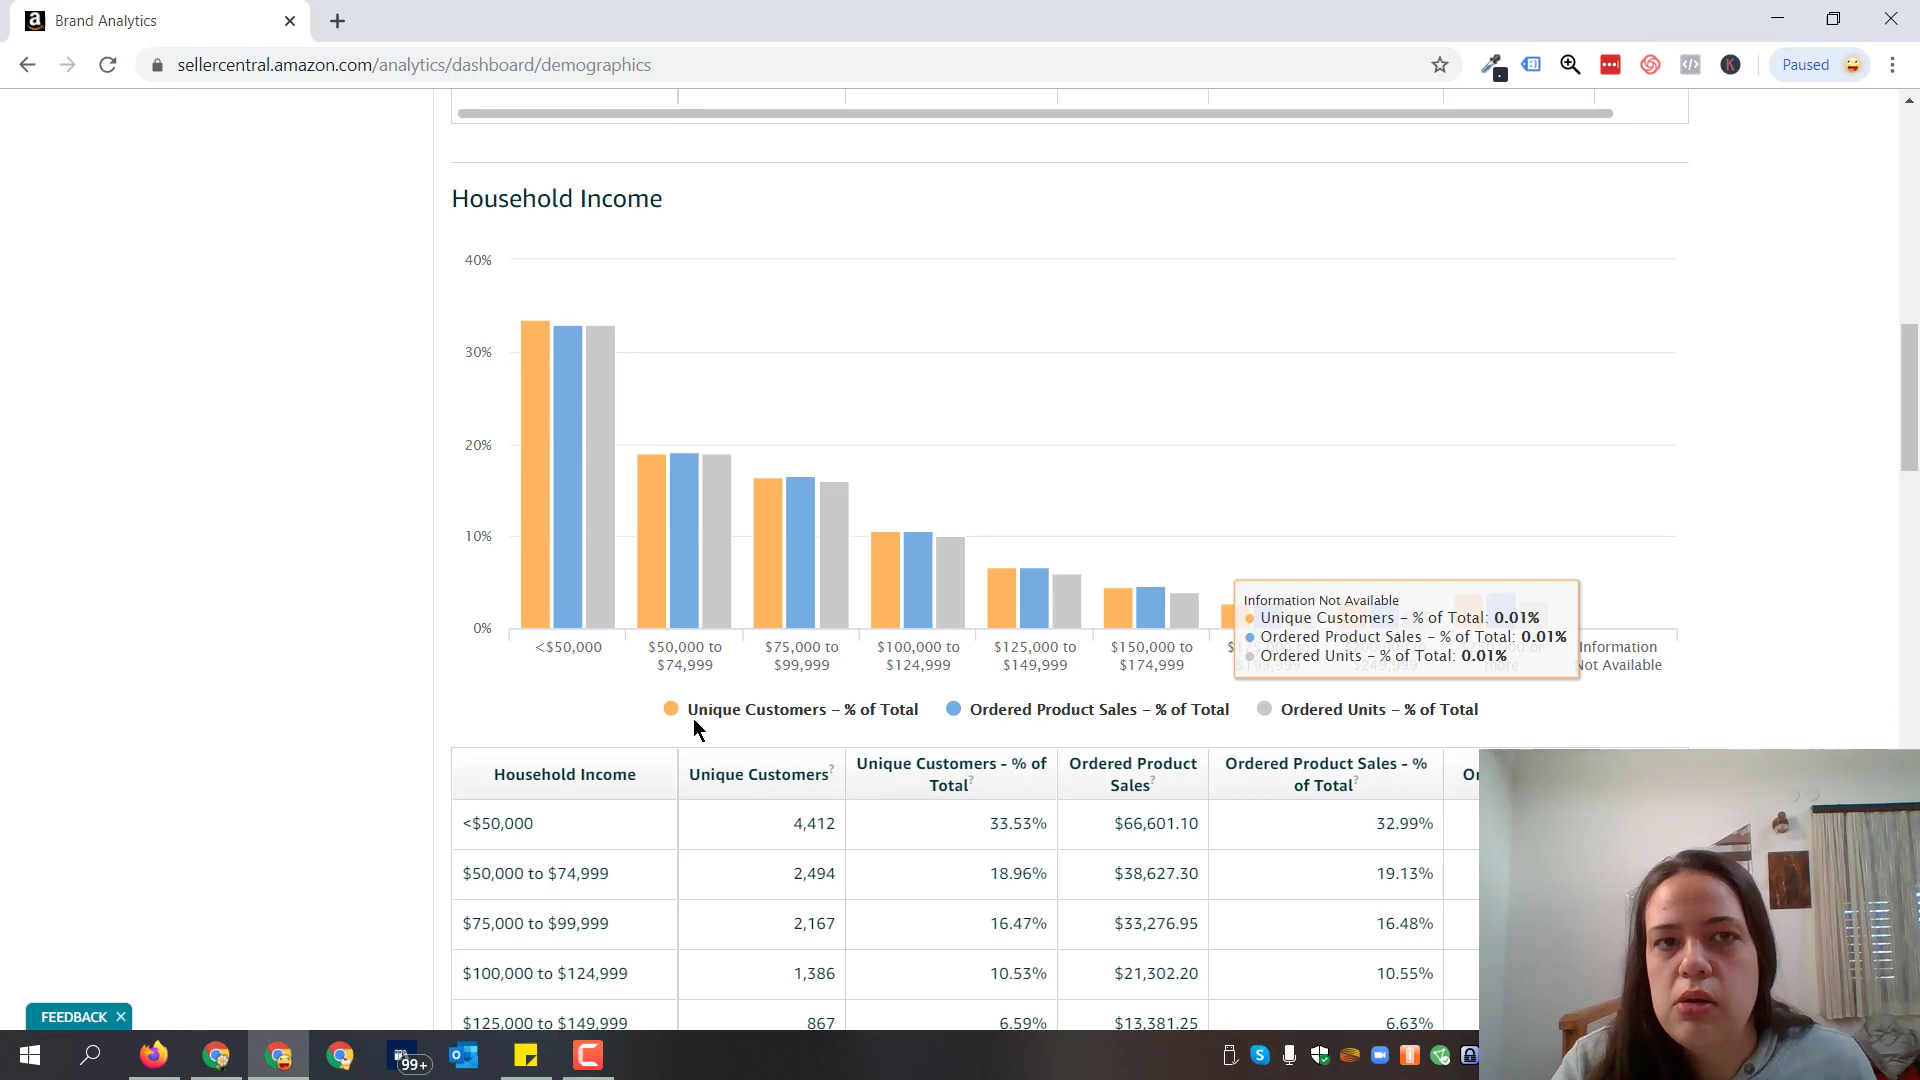 Brand Analytics
sellercentral.amazon.com/analytics/dashboard/demographics
Paused
Household Income
40%
30%
20%
10%
0%
<$50,000
$50,000 to
$74,999
$75,000 to
$99,999
$100,000 to
$124,999
$125,000 to
$149,999
$150,000 to
$174,999
Information
Not Available
Information Not Available
Unique Customers – % of Total: 0.01%
Ordered Product Sales – % of Total: 0.01%
Ordered Units – % of Total: 0.01%
Unique Customers – % of Total
Ordered Product Sales – % of Total
Ordered Units – % of Total
Household Income
Unique Customers?
Unique Customers - % of
Total?
Ordered Product
Sales?
Ordered Product Sales - %
of Total?
<$50,000 4,412 33.53% $66,601.10 32.99%
$50,000 to $74,999 2,494 18.96% $38,627.30 19.13%
$75,000 to $99,999 2,167 16.47% $33,276.95 16.48%
$100,000 to $124,999 1,386 10.53% $21,302.20 10.55%
$125,000 to $149,999 867 6.59% $13,381.25 6.63%
FEEDBACK
99+